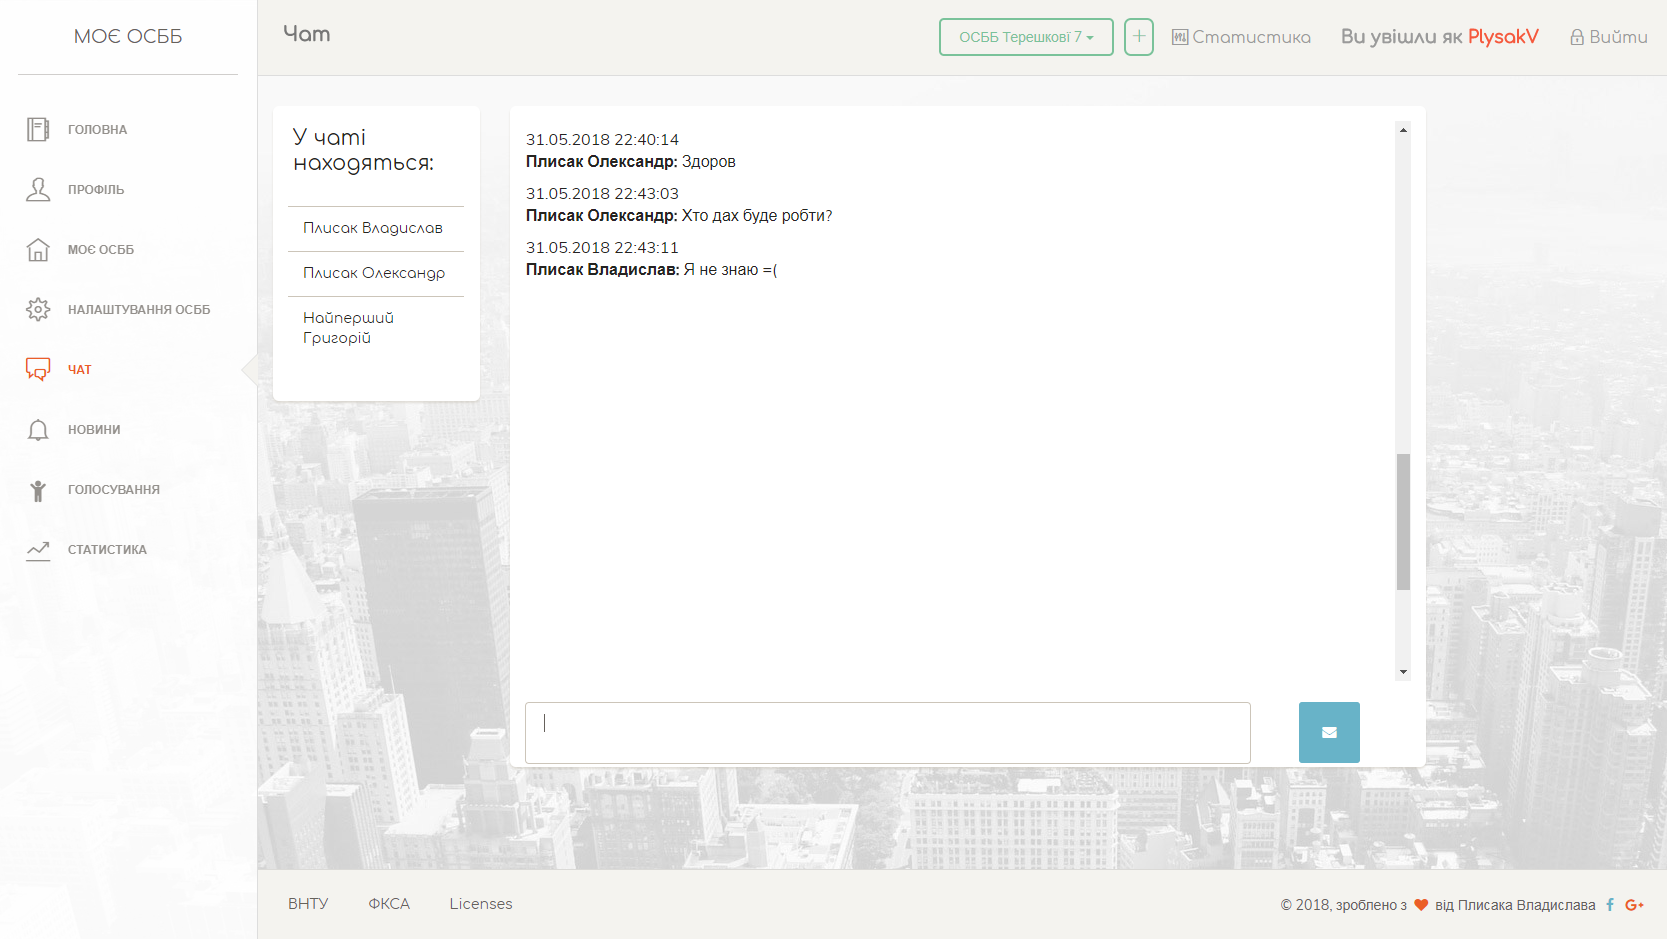 МОЄ ОСББ
ГОЛОВНА
ПРОФІЛЬ
МОЄ ОСББ
НАЛАШТУВАННЯ ОСББ
ЧАТ
НОВИНИ
ГОЛОСУВАННЯ
СТАТИСТИКА
Чат
ОСББ Терешкові 7
+
Статистика
Ви увішли як PlysakV
Вийти
У чаті
находяться:
Плисак Владислав
Плисак Олександр
Найперший
Григорій
31.05.2018 22:40:14
Плисак Олександр: Здоров
31.05.2018 22:43:03
Плисак Олександр: Хто дах буде робти?
31.05.2018 22:43:11
Плисак Владислав: Я не знаю =(
ВНТУ
ФКСА
Licenses
© 2018, зроблено з ❤ від Плисака Владислава